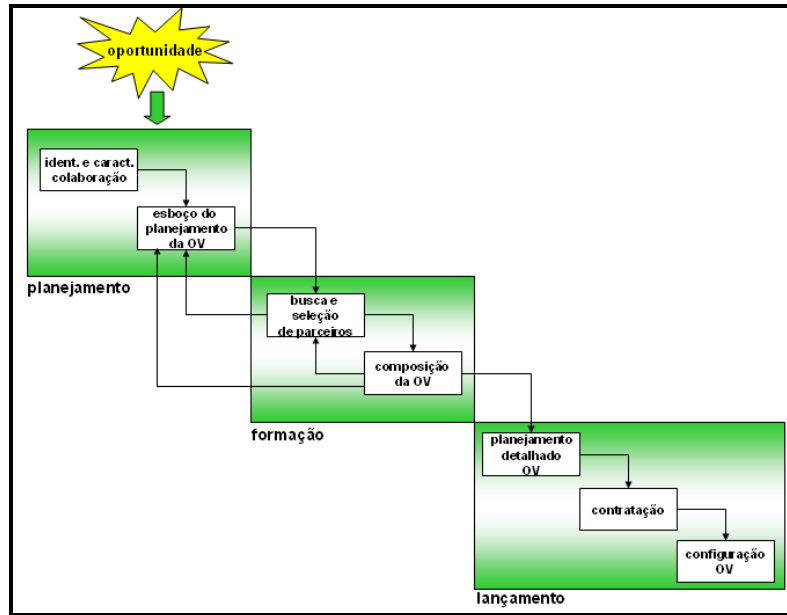 oportunidade
ident. e caract.
colaboração
esboço do
planejamento
da OV
planejamento
busca e
seleção
de parceiros
composição
da OV
formação
planejamento
detalhado
OV
contratação
configuração
OV
lançamento